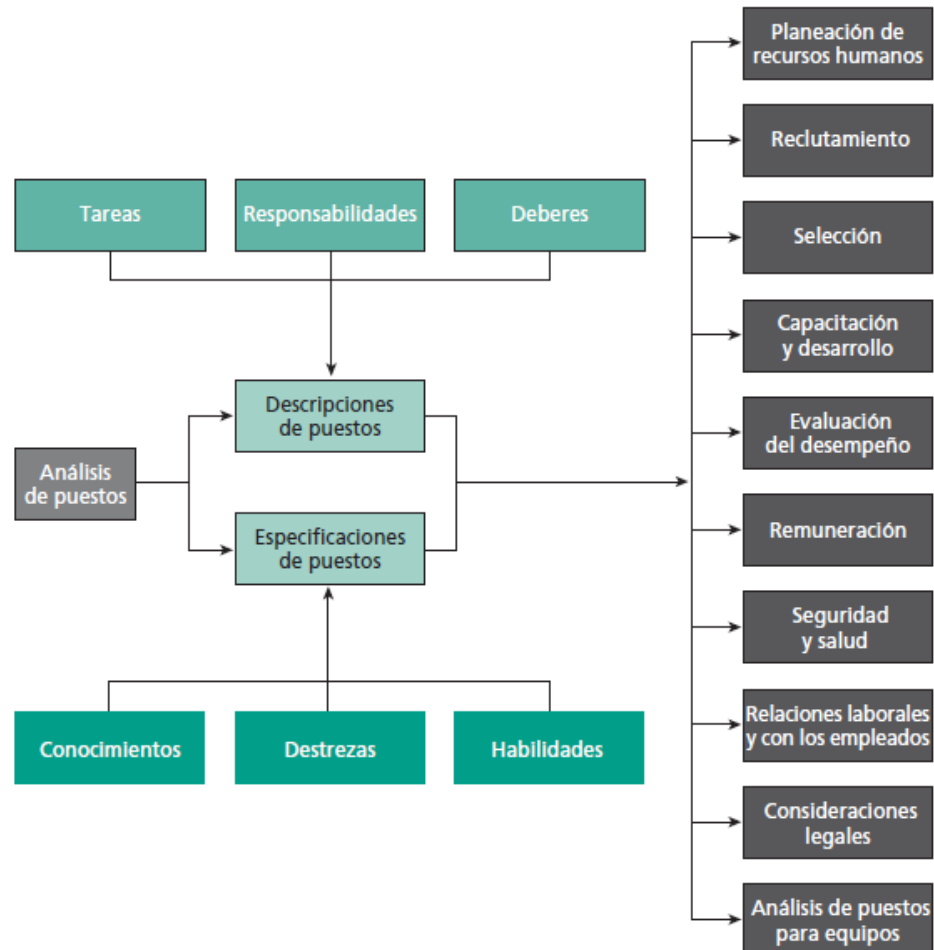 Tareas
Responsabilidades
Deberes
Descripciones
de puestos
Análisis
de puestos
Especificaciones
de puestos
Conocimientos
Destrezas
Habilidades
Planeación de
recursos humanos
Reclutamiento
Selección
Capacitación
y desarrollo
Evaluación
del desempeño
Remuneración
Seguridad
y salud
Relaciones laborales
y con los empleados
Consideraciones
legales
Análisis de puestos
para equipos